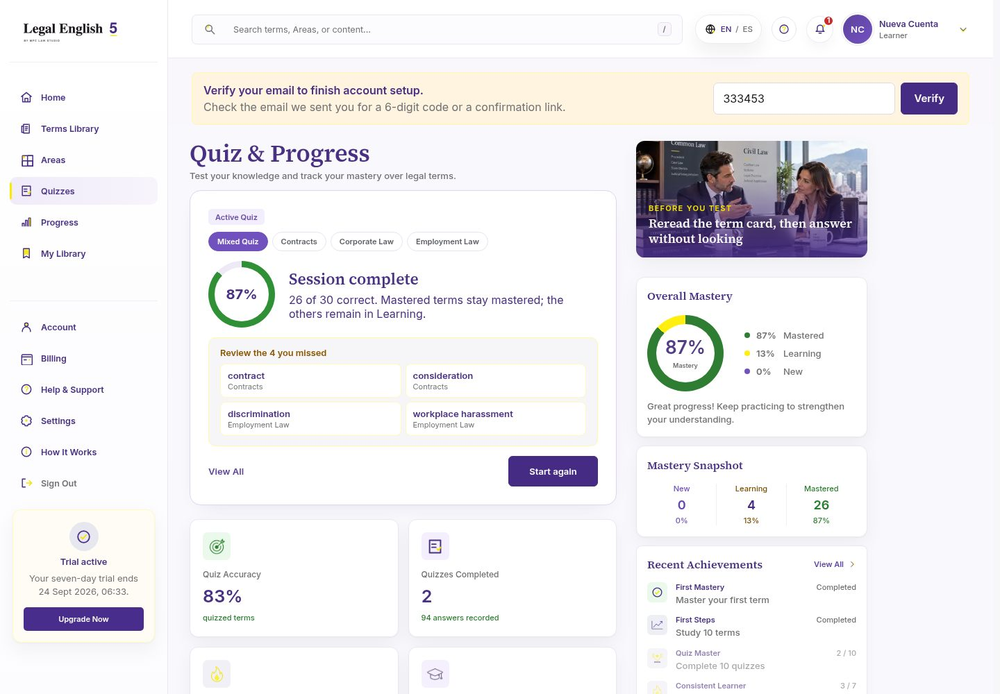 Legal English 5
BY MPC LAW STUDIO
Home
Terms Library
Areas
Quizzes
Progress
My Library
Account
Billing
Help & Support
Settings
How It Works
Sign Out
Trial active
Your seven-day trial ends
24 Sept 2026, 06:33.
Upgrade Now
Search terms, Areas, or content...
/
EN / ES
1
NC
Nueva Cuenta
Learner
Verify your email to finish account setup.
Check the email we sent you for a 6-digit code or a confirmation link.
333453
Verify
Quiz & Progress
Test your knowledge and track your mastery over legal terms.
Active Quiz
Mixed Quiz
Contracts
Corporate Law
Employment Law
87%
Session complete
26 of 30 correct. Mastered terms stay mastered; the
others remain in Learning.
Review the 4 you missed
contract
Contracts
consideration
Contracts
discrimination
Employment Law
workplace harassment
Employment Law
View All
Start again
Quiz Accuracy
83%
quizzed terms
Quizzes Completed
2
94 answers recorded
Common Law
Precedent
Case Law
Judicial Interpretation
Civil Law
BEFORE YOU TEST
Reread the term card, then answer
without looking
Overall Mastery
87%
Mastery
87% Mastered
13% Learning
0% New
Great progress! Keep practicing to strengthen
your understanding.
Mastery Snapshot
New
0
0%
Learning
4
13%
Mastered
26
87%
Recent Achievements
View All
First Mastery
Completed
Master your first term
First Steps
Completed
Study 10 terms
Quiz Master
2 / 10
Complete 10 quizzes
Consistent Learner
3 / 7